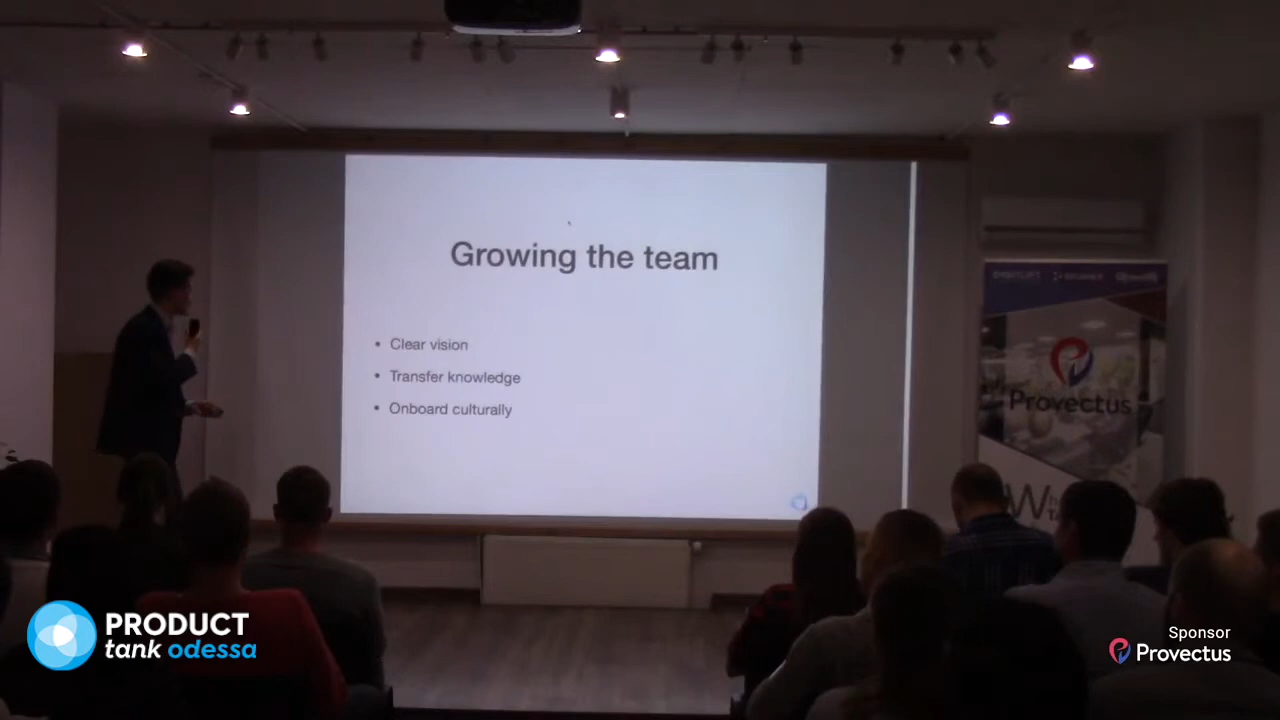 Growing the team
• Clear vision
• Transfer knowledge
• Onboard culturally
Provectus
W
PRODUCT
tank odessa
Sponsor
Provectus